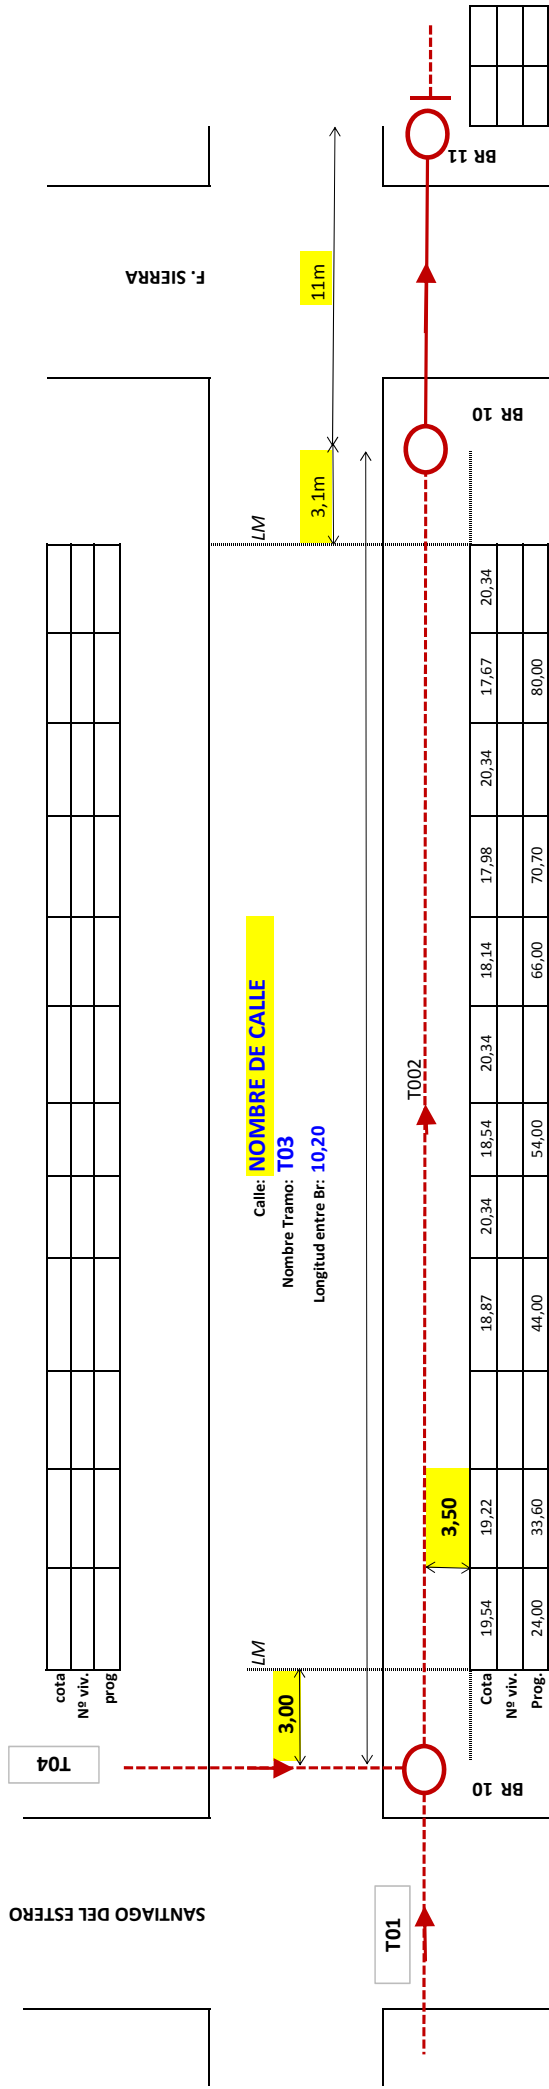 cota
Nº viv.
prog
T04
SANTIAGO DEL ESTERO
F. SIERRA
LM
LM
3,00
3,1m
11m
Calle: NOMBRE DE CALLE
Nombre Tramo: T03
Longitud entre Br: 10,20
T01
T002
3,50
BR 10
BR 10
BR 11
Cota 19,54 19,22 18,87 20,34 18,54 20,34 18,14 17,98 20,34 17,67 20,34
Nº viv.
Prog. 24,00 33,60 44,00 54,00 66,00 70,70 80,00